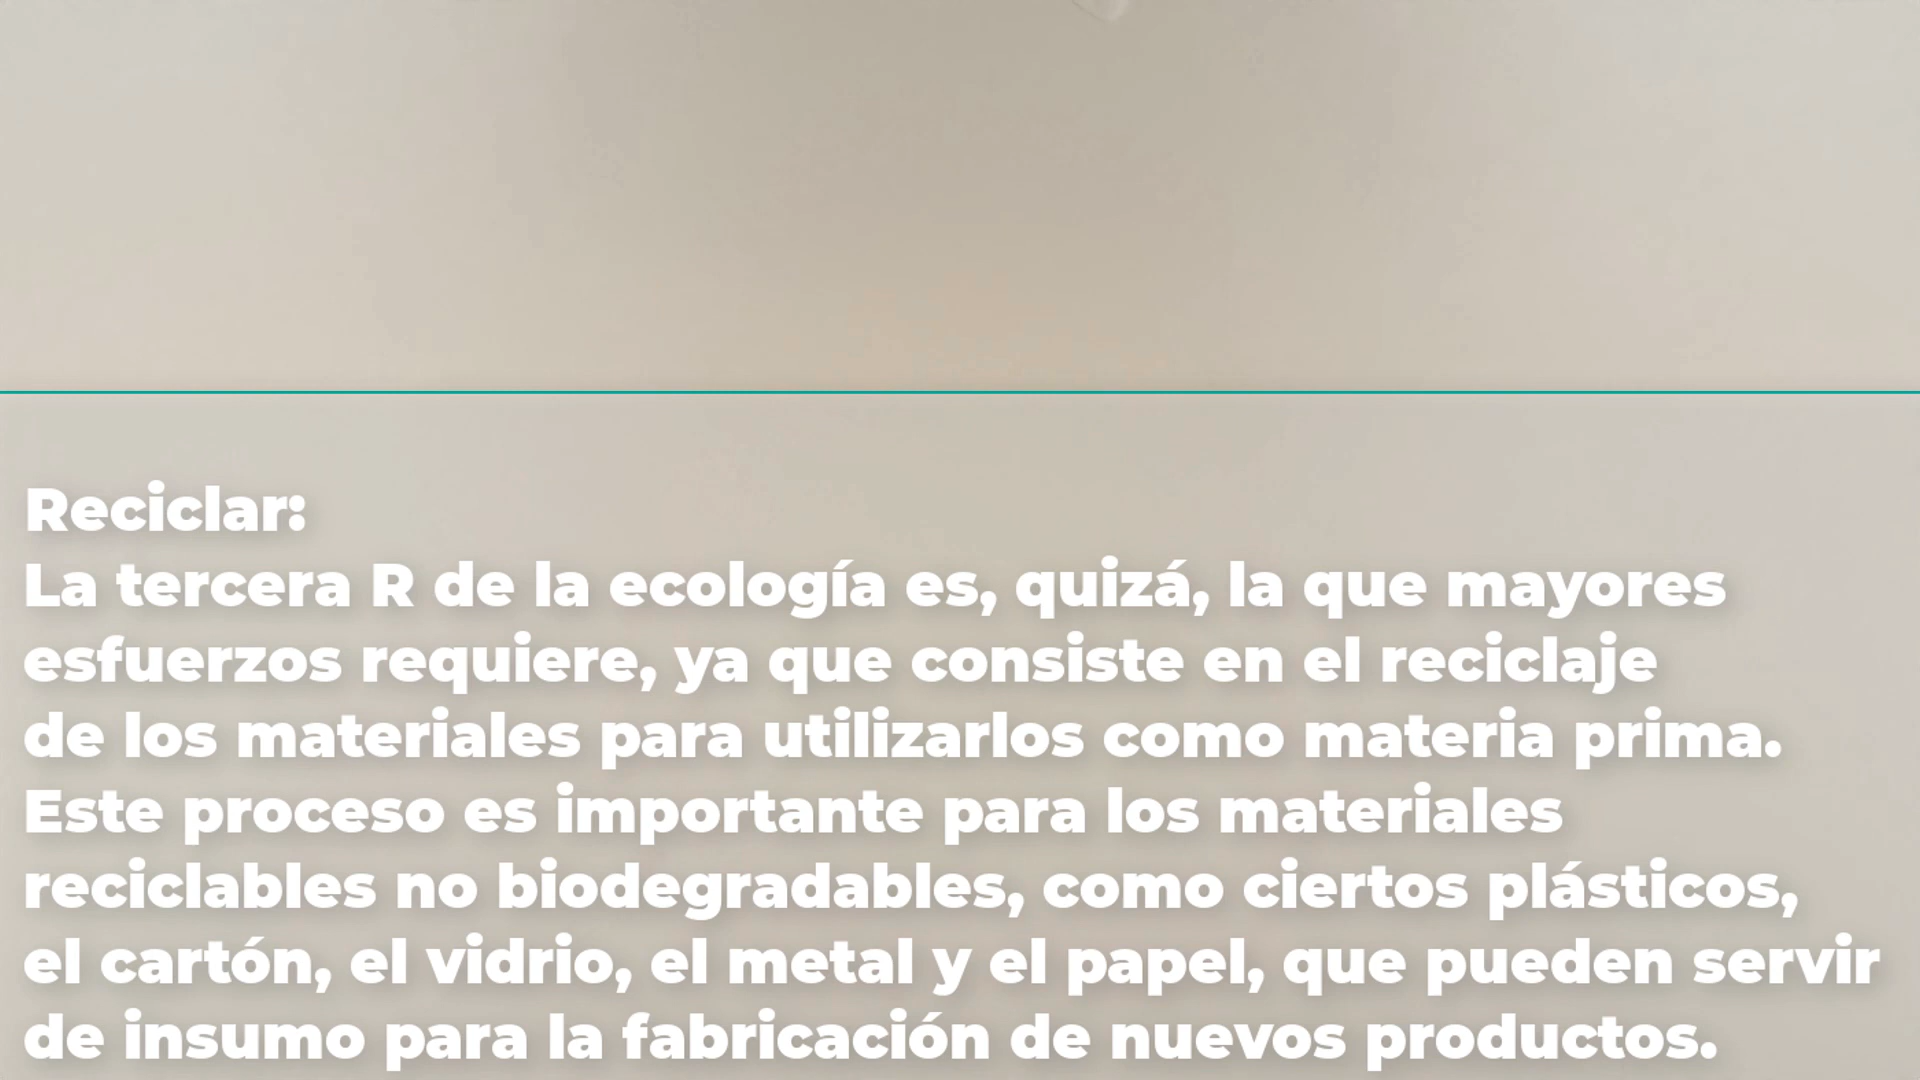 Reciclar:
La tercera R de la ecología es, quizá, la que mayores
esfuerzos requiere, ya que consiste en el reciclaje
de los materiales para utilizarlos como materia prima.
Este proceso es importante para los materiales
reciclables no biodegradables, como ciertos plásticos,
el cartón, el vidrio, el metal y el papel, que pueden servir
de insumo para la fabricación de nuevos productos.